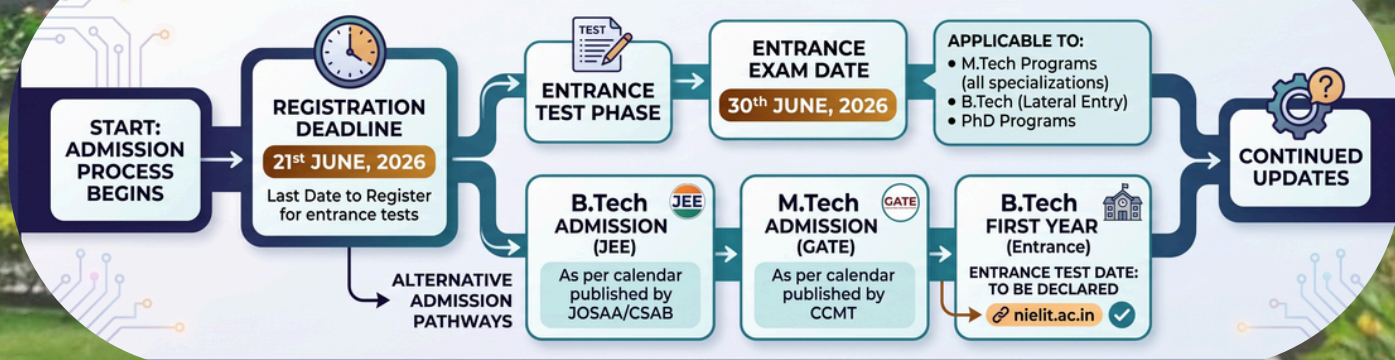 START:
ADMISSION
PROCESS
BEGINS
REGISTRATION
DEADLINE
21st JUNE, 2026
Last Date to Register
for entrance tests
TEST
ENTRANCE
TEST PHASE
ENTRANCE
EXAM DATE
30th JUNE, 2026
APPLICABLE TO:
• M.Tech Programs
(all specializations)
• B.Tech (Lateral Entry)
• PhD Programs
ALTERNATIVE
ADMISSION
PATHWAYS
B.Tech
JEE
ADMISSION
(JEE)
As per calendar
published by
JOSAA/CSAB
M.Tech
GATE
ADMISSION
(GATE)
As per calendar
published by
CCMT
B.Tech
FIRST YEAR
(Entrance)
ENTRANCE TEST DATE:
TO BE DECLARED
nielit.ac.in
?
CONTINUED
UPDATES